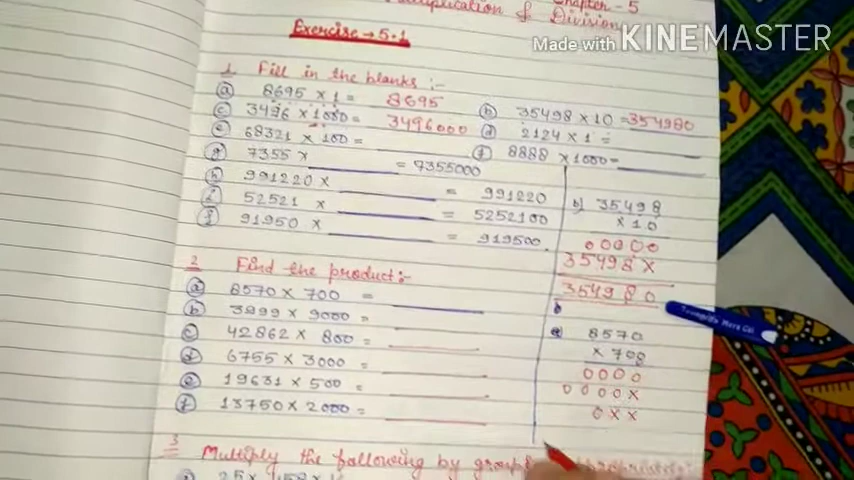 Chapter - 5
Multiplication & Division
Exercise → 5.1
Made with KINEMASTER
1 Fill in the blanks :-
(a) 8695 × 1 = 8695
(b) 35498 × 10 = 354980
(c) 3496 × 1000 = 3496000
(d) 2124 × 1 =
(e) 68321 × 100 =
(f) 8888 × 1000 =
(g) 7355 × = 7355000
(h) 991220 × = 991220
(i) 52521 × = 5252100
(j) 91950 × = 919500
b) 35498
× 10
00000
35498×
354980
2 Find the product :-
(a) 8570 × 700 =
(b) 3999 × 9000 =
(c) 42862 × 800 =
(d) 6755 × 3000 =
(e) 19631 × 500 =
(f) 13750 × 2000 =
(a) 8570
× 700
0000
0000×
0××
3 Multiply the following by